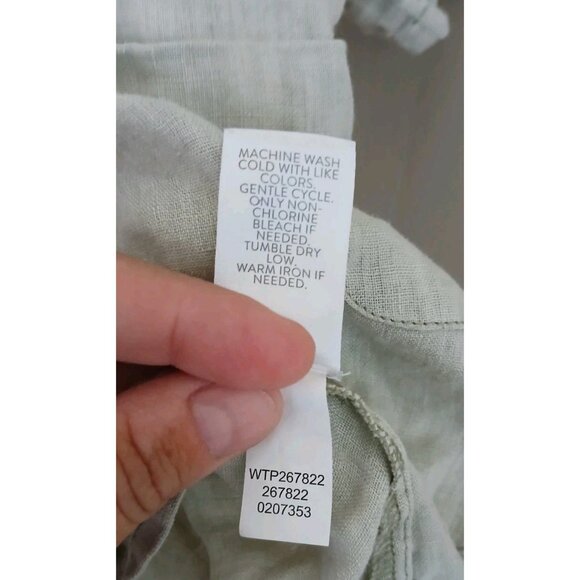 MACHINE WASH
COLD WITH LIKE
COLORS.
GENTLE CYCLE.
ONLY NON-
CHLORINE
BLEACH IF
NEEDED.
TUMBLE DRY
LOW.
WARM IRON IF
NEEDED.
WTP267822
267822
0207353